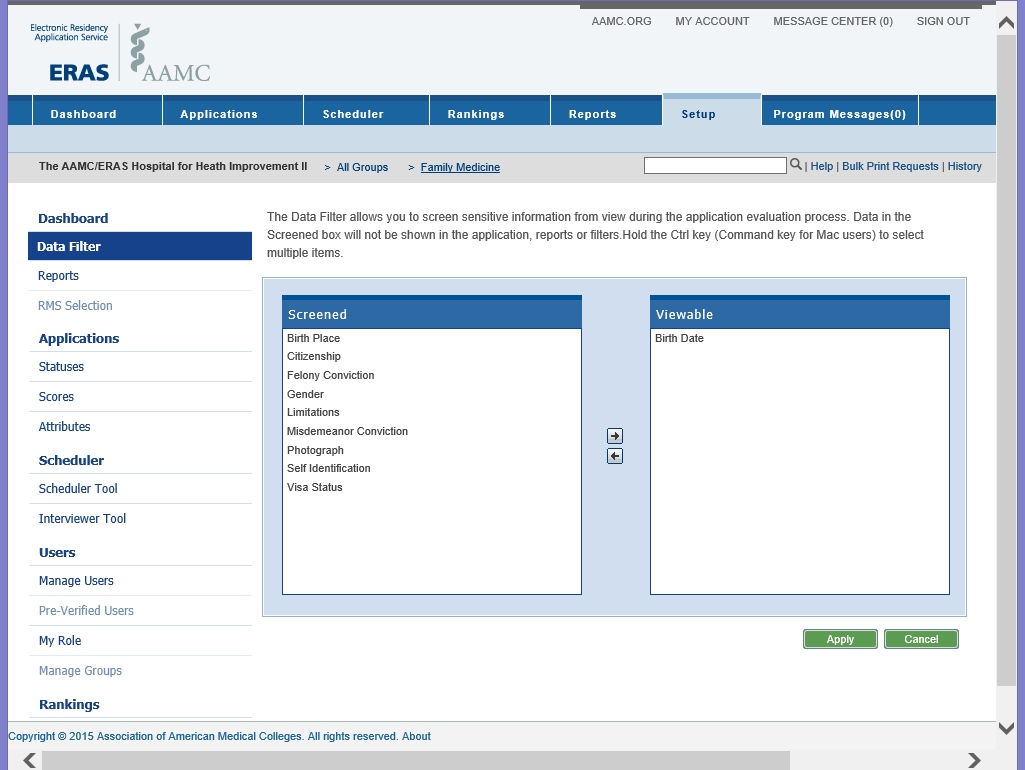 AAMC.ORG MY ACCOUNT MESSAGE CENTER (0) SIGN OUT
Electronic Residency
Application Service
ERAS
AAMC
Dashboard Applications Scheduler Rankings Reports Setup Program Messages(0)
The AAMC/ERAS Hospital for Heath Improvement II > All Groups > Family Medicine | Help | Bulk Print Requests | History
Dashboard
Data Filter
Reports
RMS Selection
Applications
Statuses
Scores
Attributes
Scheduler
Scheduler Tool
Interviewer Tool
Users
Manage Users
Pre-Verified Users
My Role
Manage Groups
Rankings
The Data Filter allows you to screen sensitive information from view during the application evaluation process. Data in the
Screened box will not be shown in the application, reports or filters.Hold the Ctrl key (Command key for Mac users) to select
multiple items.
Screened
Birth Place
Citizenship
Felony Conviction
Gender
Limitations
Misdemeanor Conviction
Photograph
Self Identification
Visa Status
Viewable
Birth Date
Apply Cancel
Copyright © 2015 Association of American Medical Colleges. All rights reserved. About